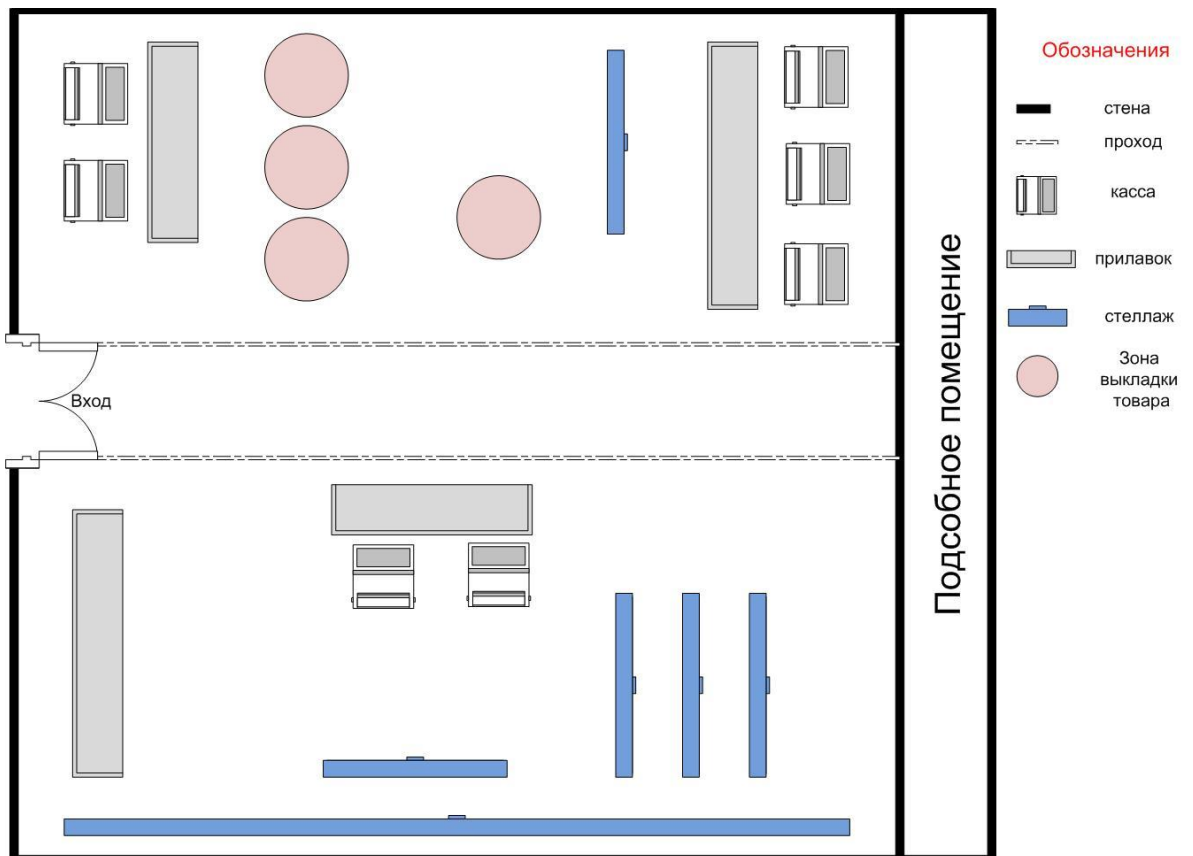 Вход
Подсобное помещение
Обозначения
стена
проход
касса
прилавок
стеллаж
Зона
выкладки
товара